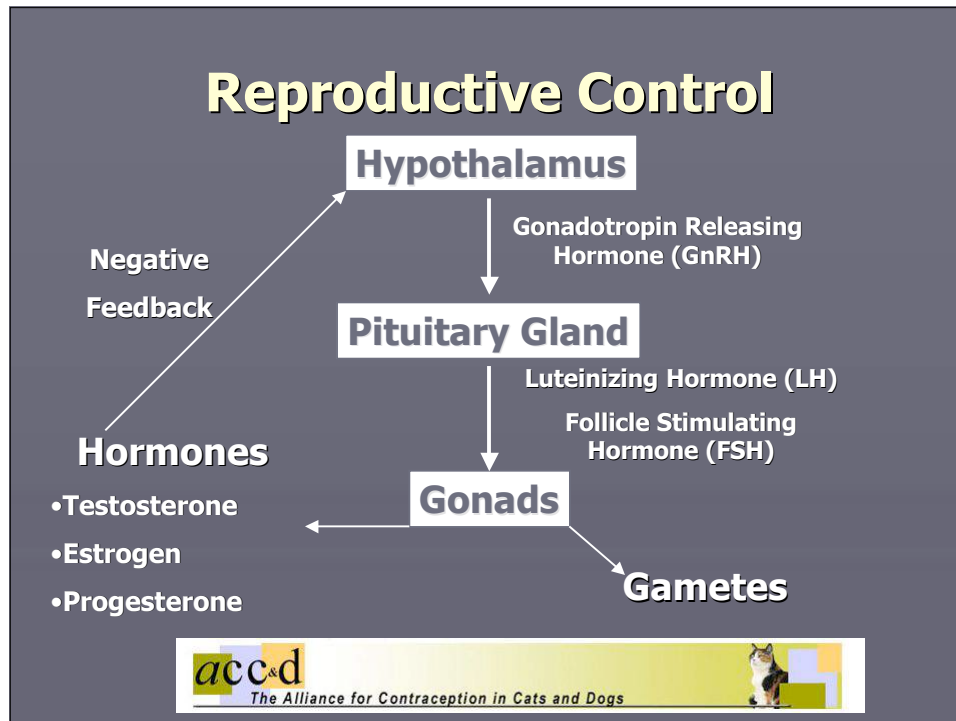 Reproductive Control
Hypothalamus
Gonadotropin Releasing
Hormone (GnRH)
Negative
Feedback
Pituitary Gland
Luteinizing Hormone (LH)
Follicle Stimulating
Hormone (FSH)
Hormones
•Testosterone
•Estrogen
•Progesterone
Gonads
Gametes
acc&d
The Alliance for Contraception in Cats and Dogs